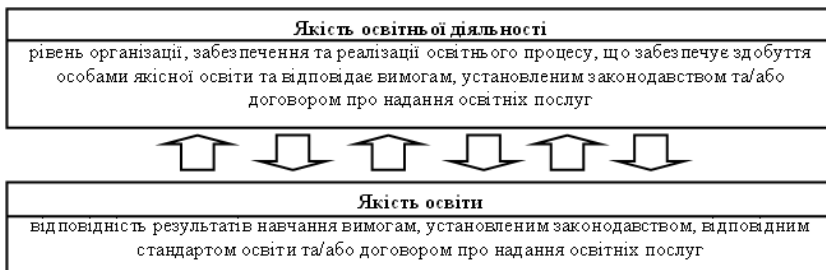 Якість освітньої діяльності
рівень організації, забезпечення та реалізації освітнього процесу, що забезпечує здобуття
особами якісної освіти та відповідає вимогам, установленим законодавством та/або
договором про надання освітніх послуг
Якість освіти
відповідність результатів навчання вимогам, установленим законодавством, відповідним
стандартом освіти та/або договором про надання освітніх послуг